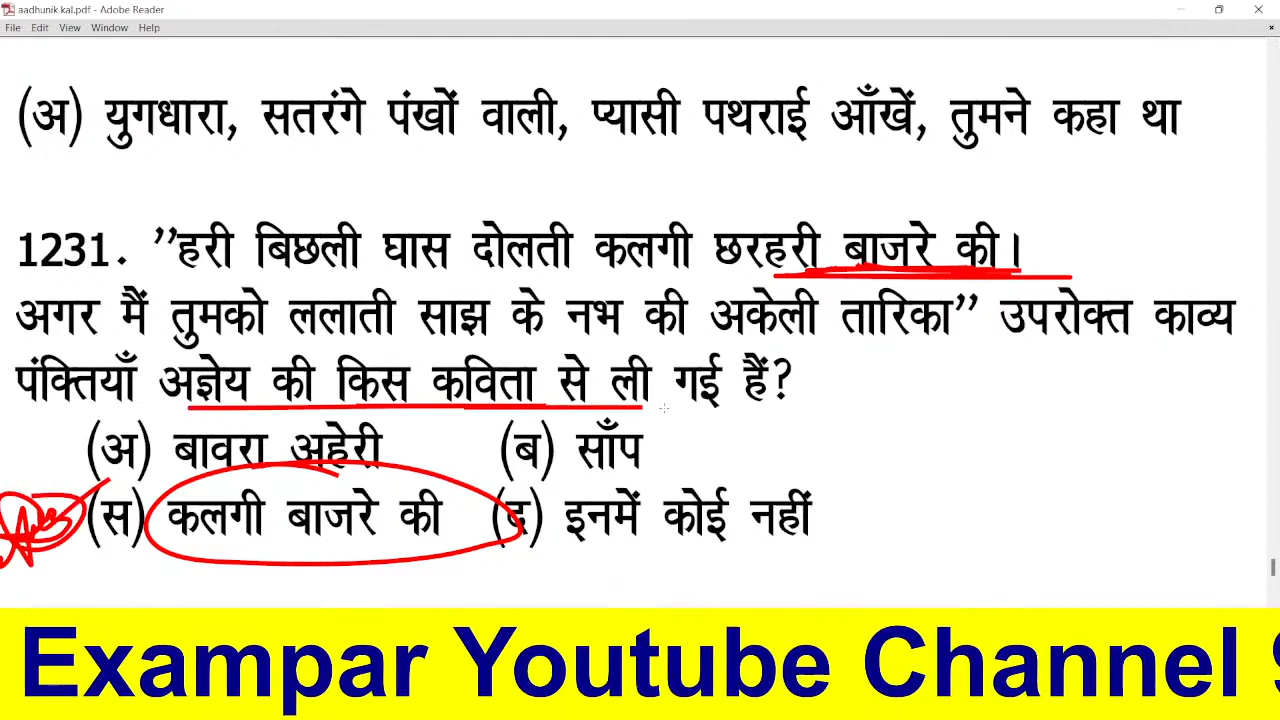 aadhunik kal.pdf - Adobe Reader
File Edit View Window Help
(अ) युगधारा, सतरंगे पंखों वाली, प्यासी पथराई आँखें, तुमने कहा था
1231. ”हरी बिछली घास दोलती कलगी छरहरी बाजरे की।
अगर मैं तुमको ललाती साझ के नभ की अकेली तारिका” उपरोक्त काव्य
पंक्तियाँ अज्ञेय की किस कविता से ली गई हैं?
(अ) बावरा अहेरी (ब) साँप
(स) कलगी बाजरे की (द) इनमें कोई नहीं
Exampar Youtube Channel